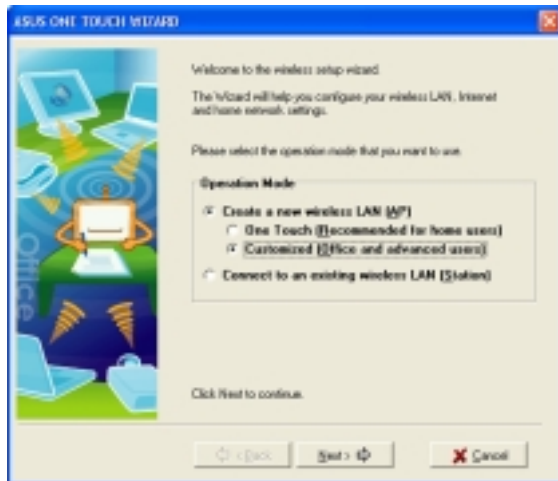 ASUS ONE TOUCH WIZARD
Welcome to the wireless setup wizard.
The Wizard will help you configure your wireless LAN, Internet
and home network settings.
Please select the operation mode that you want to use.
Operation Mode
Create a new wireless LAN (AP)
One Touch (Recommended for home users)
Customized (Office and advanced users)
Connect to an existing wireless LAN (Station)
Office
Click Next to continue.
< Back
Next >
Cancel